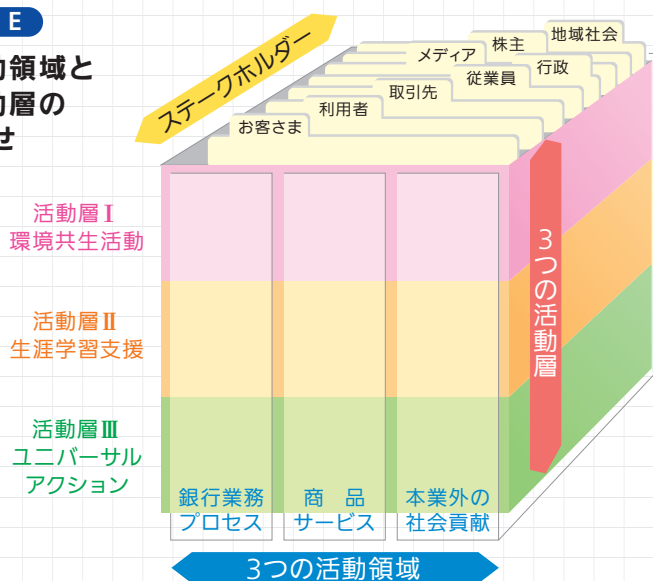 E
動領域と
動層の
せ
ステークホルダー
地域社会
株主
メディア
行政
従業員
取引先
利用者
お客さま
活動層Ⅰ
環境共生活動
活動層Ⅱ
生涯学習支援
活動層Ⅲ
ユニバーサル
アクション
3つの活動層
銀行業務
プロセス
商　品
サービス
本業外の
社会貢献
3つの活動領域